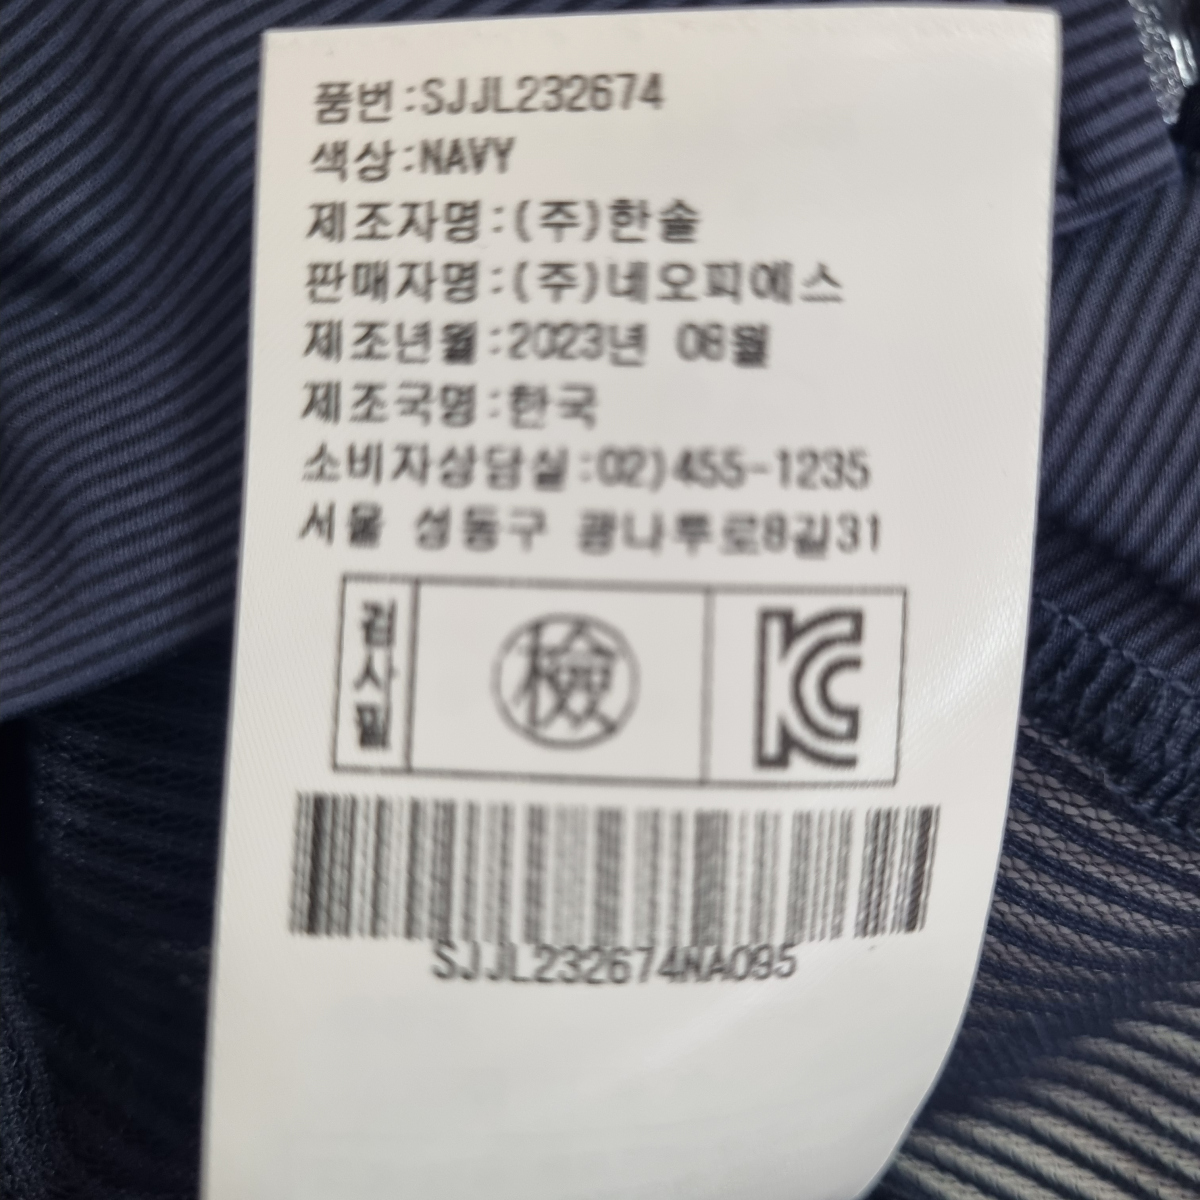 품번:SJJL232674
색상:NAVY
제조자명:(주)한솔
판매자명:(주)네오피에스
제조년월:2023년 08월
제조국명:한국
소비자상담실:02)455-1235
서울 성동구 광나루로8길31
검사필
檢
KC
SJJL232674NA095